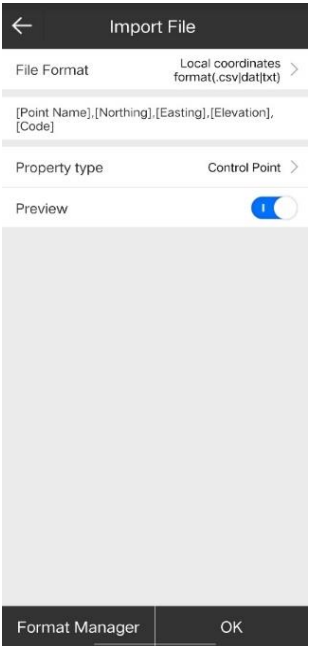 Import File
File Format
Local coordinates
format(.csv|dat|txt)
[Point Name],[Northing],[Easting],[Elevation],
[Code]
Property type
Control Point
Preview
Format Manager
OK